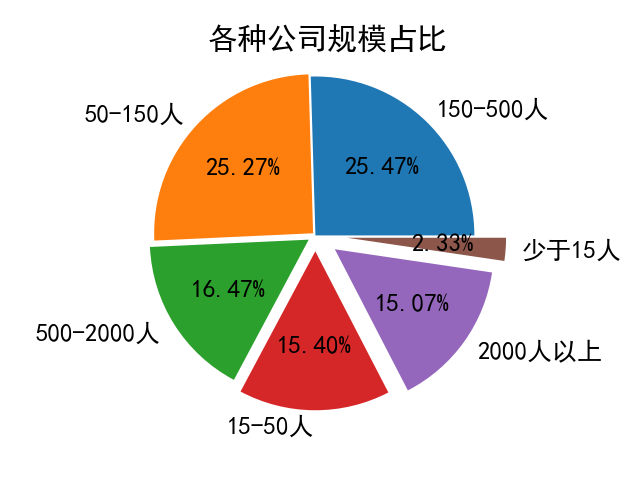 各种公司规模占比
50-150人
150-500人
25.27%
25.47%
2.33%
少于15人
16.47%
15.07%
500-2000人
15.40%
2000人以上
15-50人